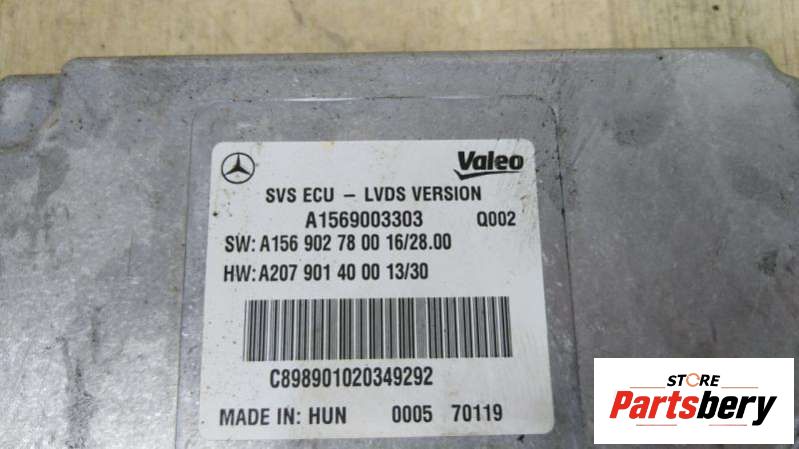 Valeo
SVS ECU – LVDS VERSION
A1569003303 Q002
SW: A156 902 78 00 16/28.00
HW: A207 901 40 00 13/30
C898901020349292
MADE IN: HUN 0005 70119
STORE
Partsbery